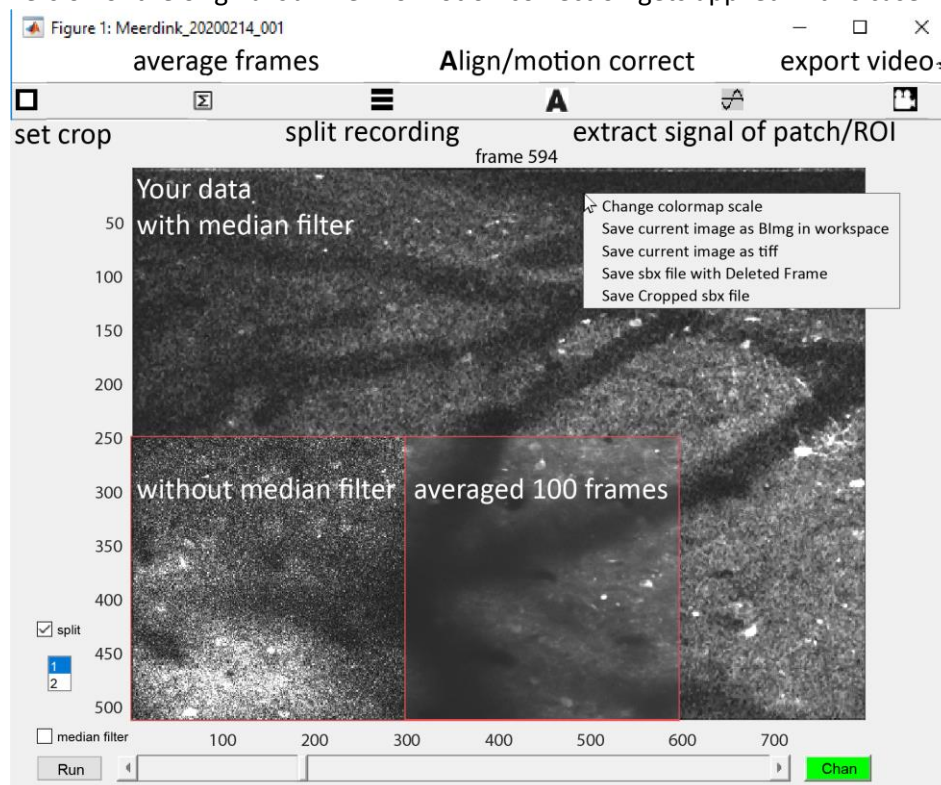 Figure 1: Meerdink_20200214_001
average frames Align/motion correct export video
Σ A
set crop split recording extract signal of patch/ROI
frame 594
Your data
with median filter
Change colormap scale
Save current image as BImg in workspace
Save current image as tiff
Save sbx file with Deleted Frame
Save Cropped sbx file
50
100
150
200
250
300
350
400
450
500
without median filter averaged 100 frames
split
1
2
median filter
100 200 300 400 500 600 700
Run Chan